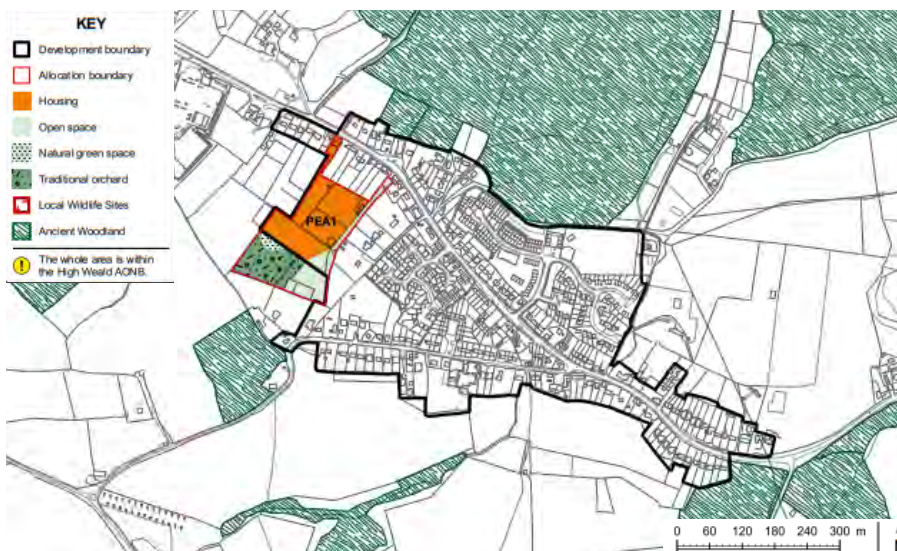 KEY
Development boundary
Allocation boundary
Housing
Open space
Natural green space
Traditional orchard
Local Wildlife Sites
Ancient Woodland
! The whole area is within
the High Weald AONB.
PEA1
0 60 120 180 240 300 m